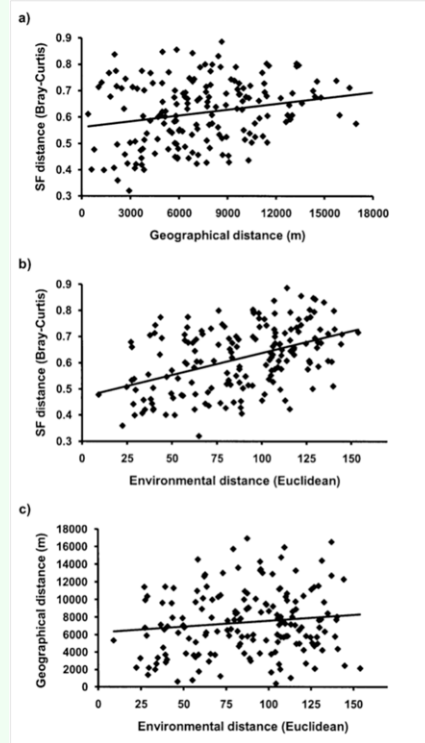 a)
0.9
0.8
0.7
0.6
0.5
0.4
0.3
SF distance (Bray-Curtis)
0 3000 6000 9000 12000 15000 18000
Geographical distance (m)
b)
0.9
0.8
0.7
0.6
0.5
0.4
0.3
SF distance (Bray-Curtis)
0 25 50 75 100 125 150
Environmental distance (Euclidean)
c)
18000
16000
14000
12000
10000
8000
6000
4000
2000
0
Geographical distance (m)
0 25 50 75 100 125 150
Environmental distance (Euclidean)